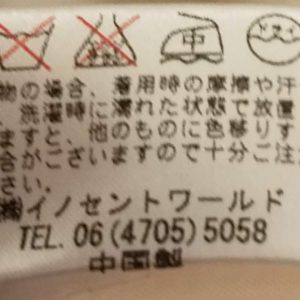 中
物の場合、着用時の摩擦や汗
、洗濯時に濡れた状態で放置
ますと、他のものに色移りす
合がございますので十分ご注
さい。
㈱イノセントワールド
TEL. 06(4705)5058
中国製